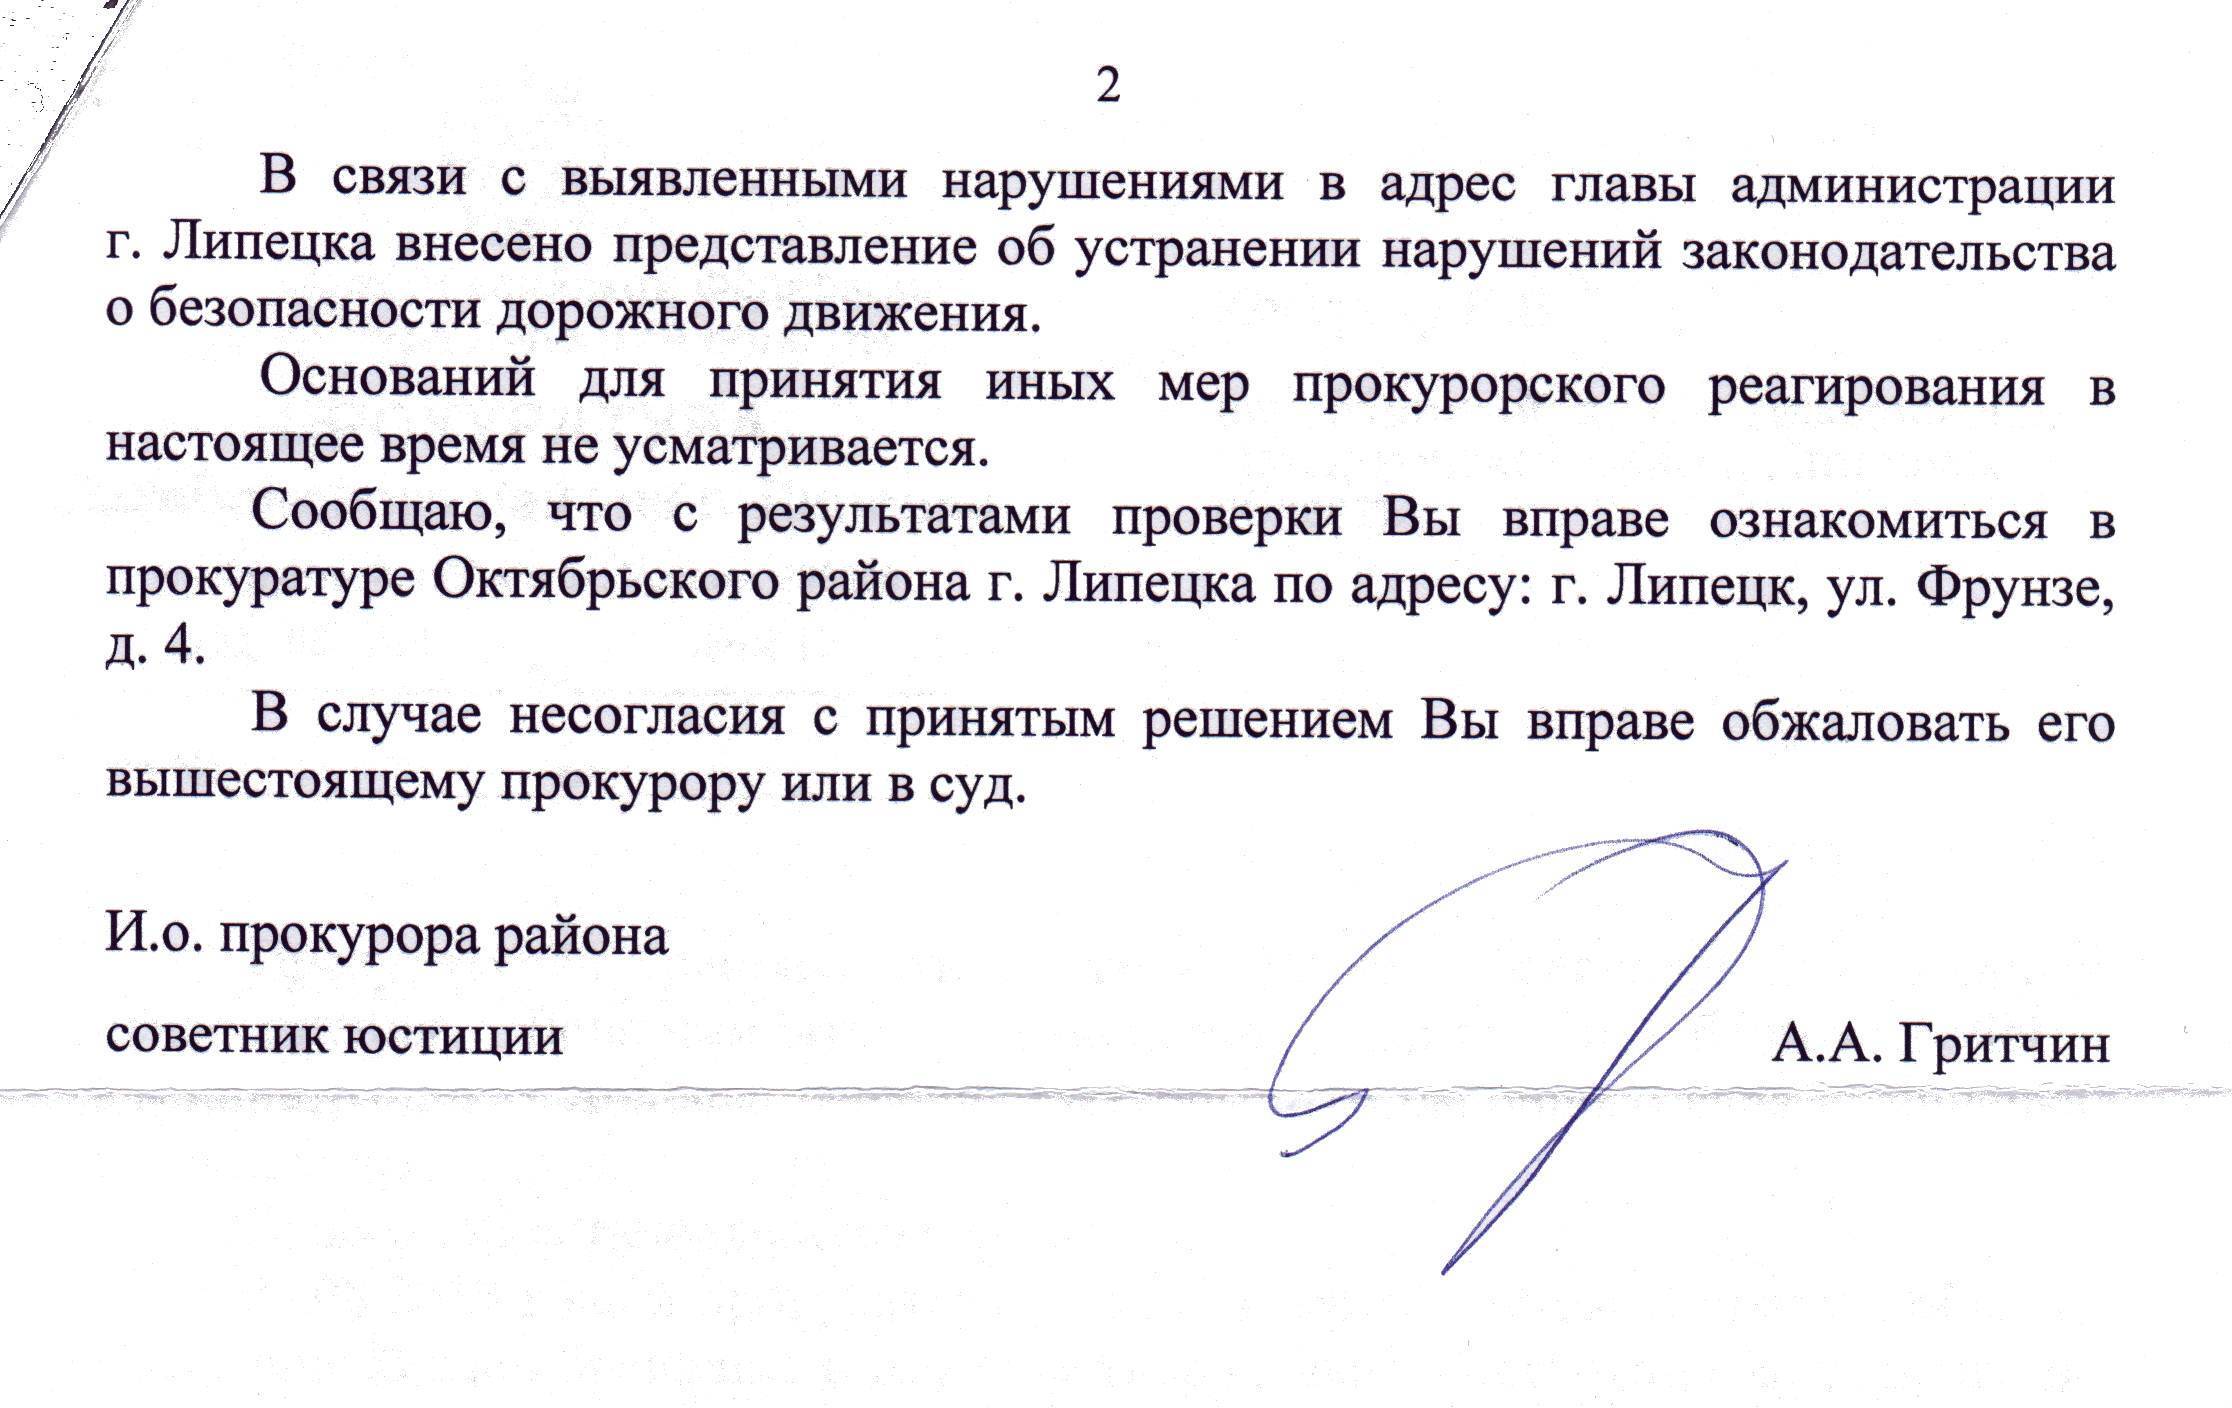 2
В связи с выявленными нарушениями в адрес главы администрации
г. Липецка внесено представление об устранении нарушений законодательства
о безопасности дорожного движения.
Оснований для принятия иных мер прокурорского реагирования в
настоящее время не усматривается.
Сообщаю, что с результатами проверки Вы вправе ознакомиться в
прокуратуре Октябрьского района г. Липецка по адресу: г. Липецк, ул. Фрунзе,
д. 4.
В случае несогласия с принятым решением Вы вправе обжаловать его
вышестоящему прокурору или в суд.
И.о. прокурора района
советник юстиции А.А. Гритчин